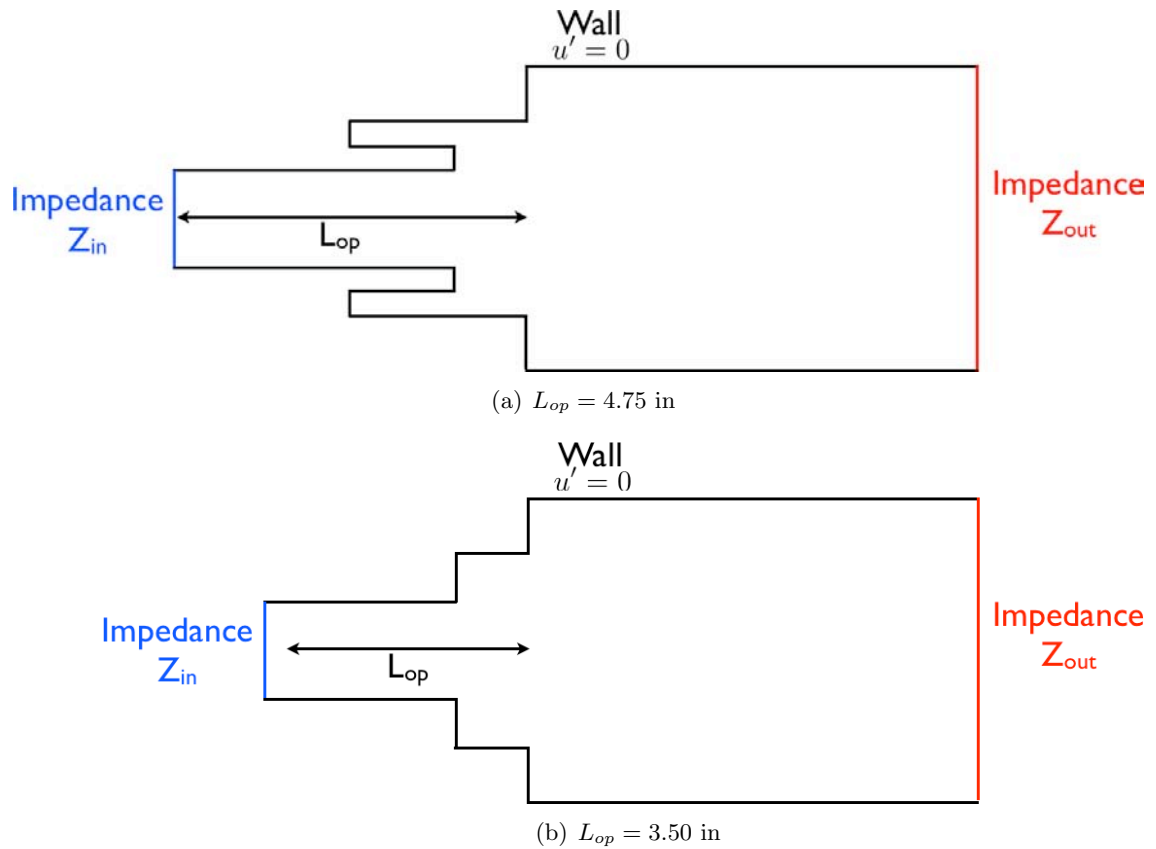 Wall
u' = 0
Impedance
Z_in
L_op
Impedance
Z_out
(a) L_op = 4.75 in
Wall
u' = 0
Impedance
Z_in
L_op
Impedance
Z_out
(b) L_op = 3.50 in